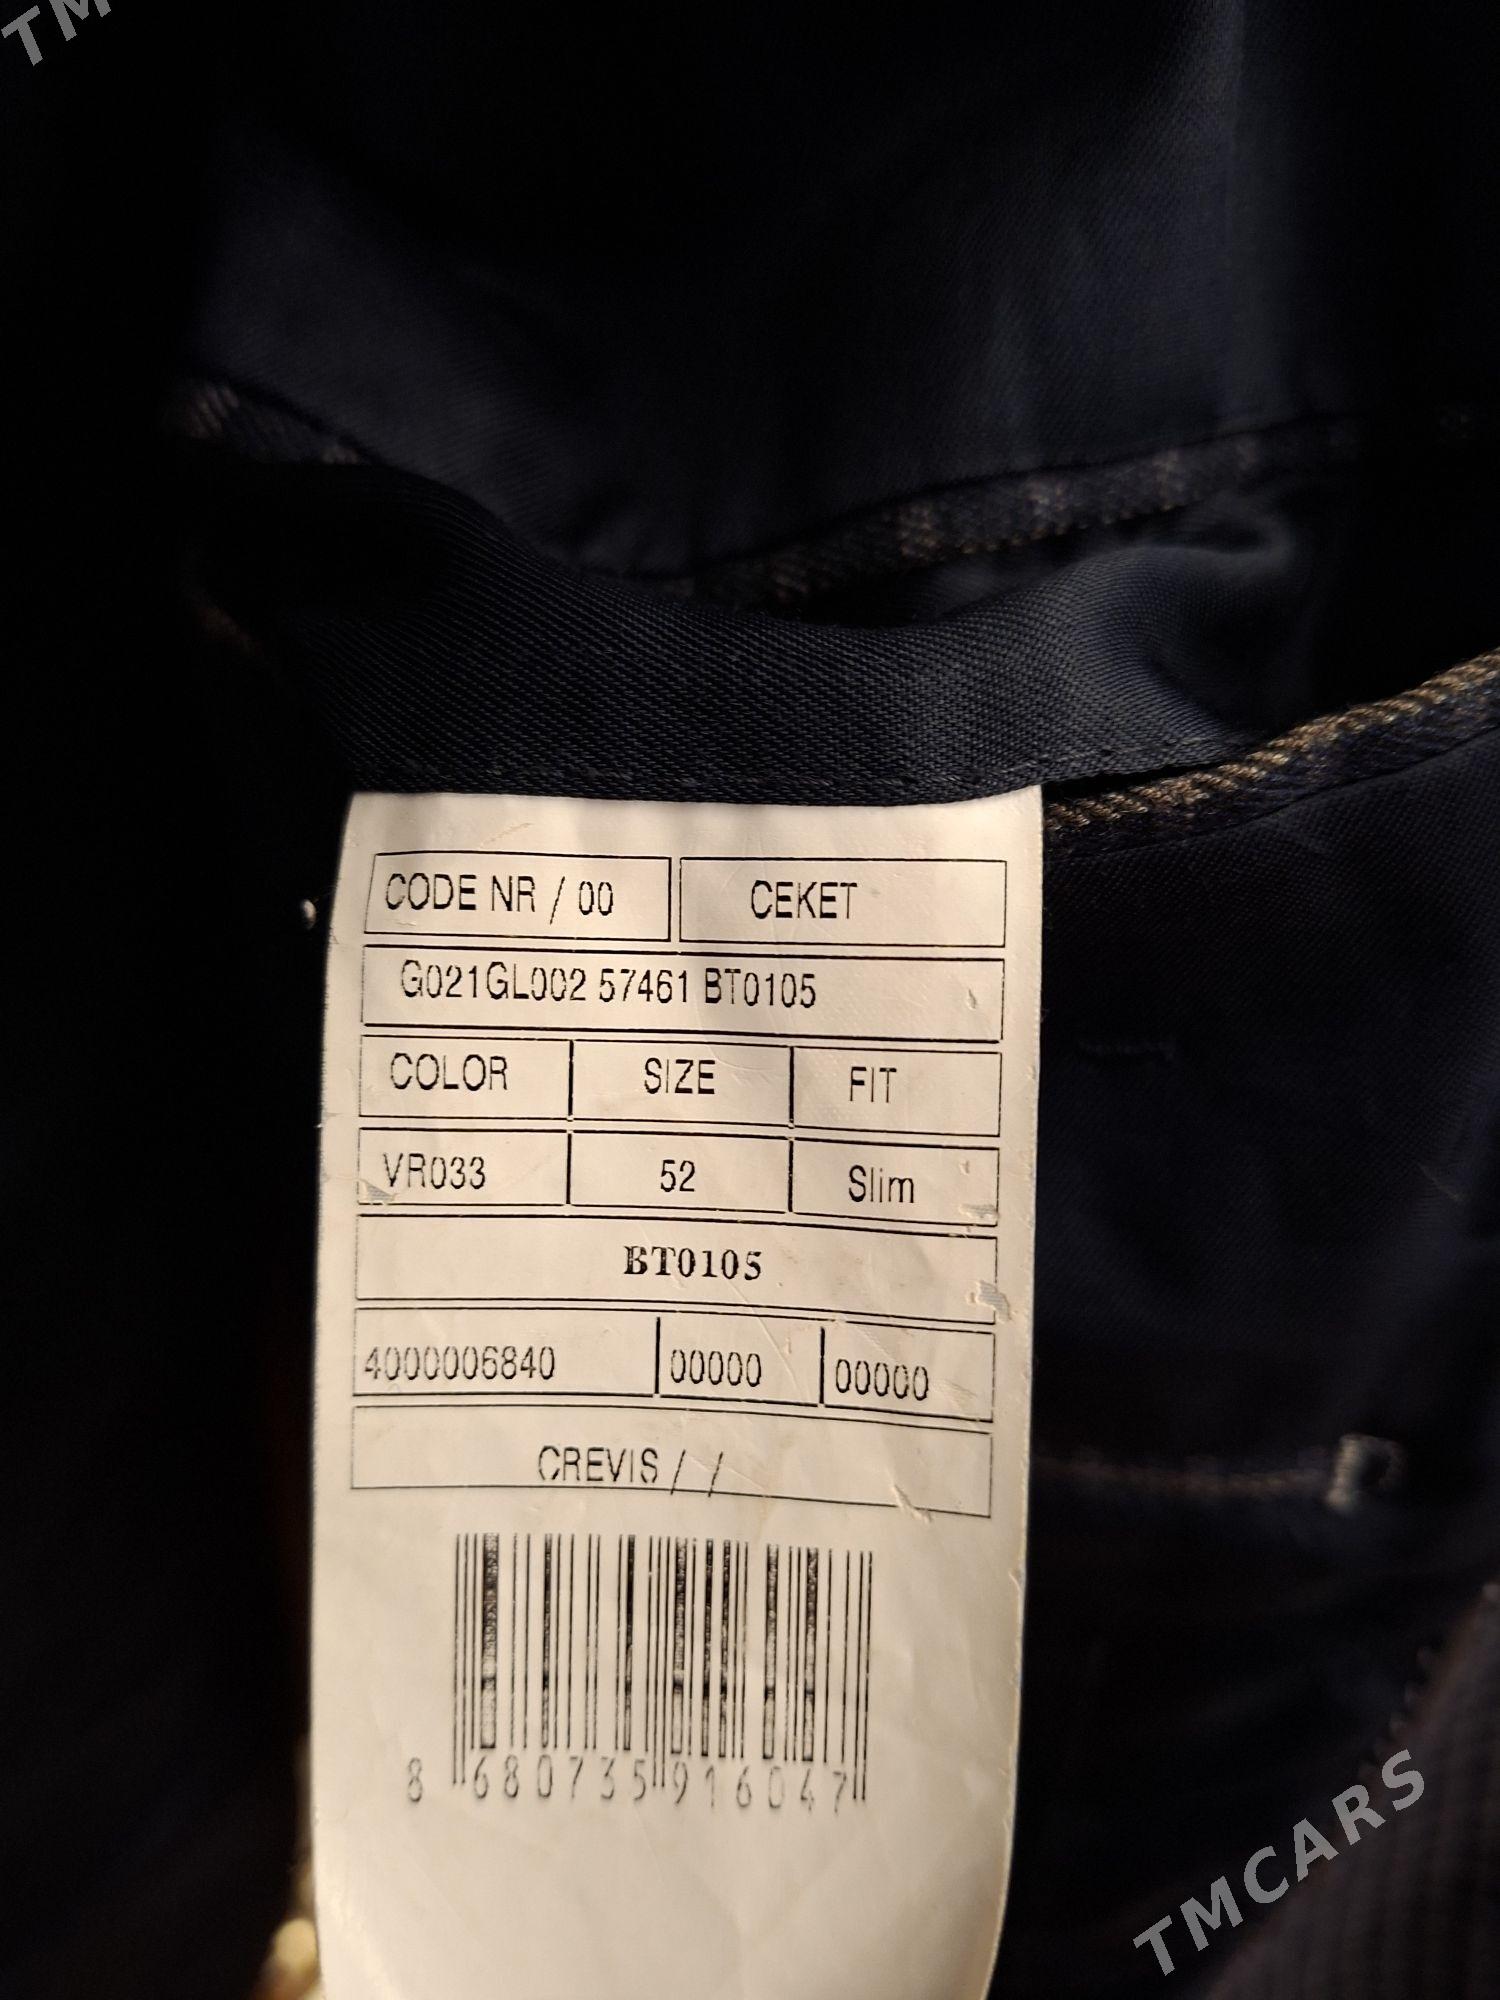 TM
CODE NR / 00 CEKET
G021GL002 57461 BT0105
COLOR SIZE FIT
VR033 52 Slim
BT0105
4000006840 00000 00000
CREVIS / /
8 680735 916047
TMCARS